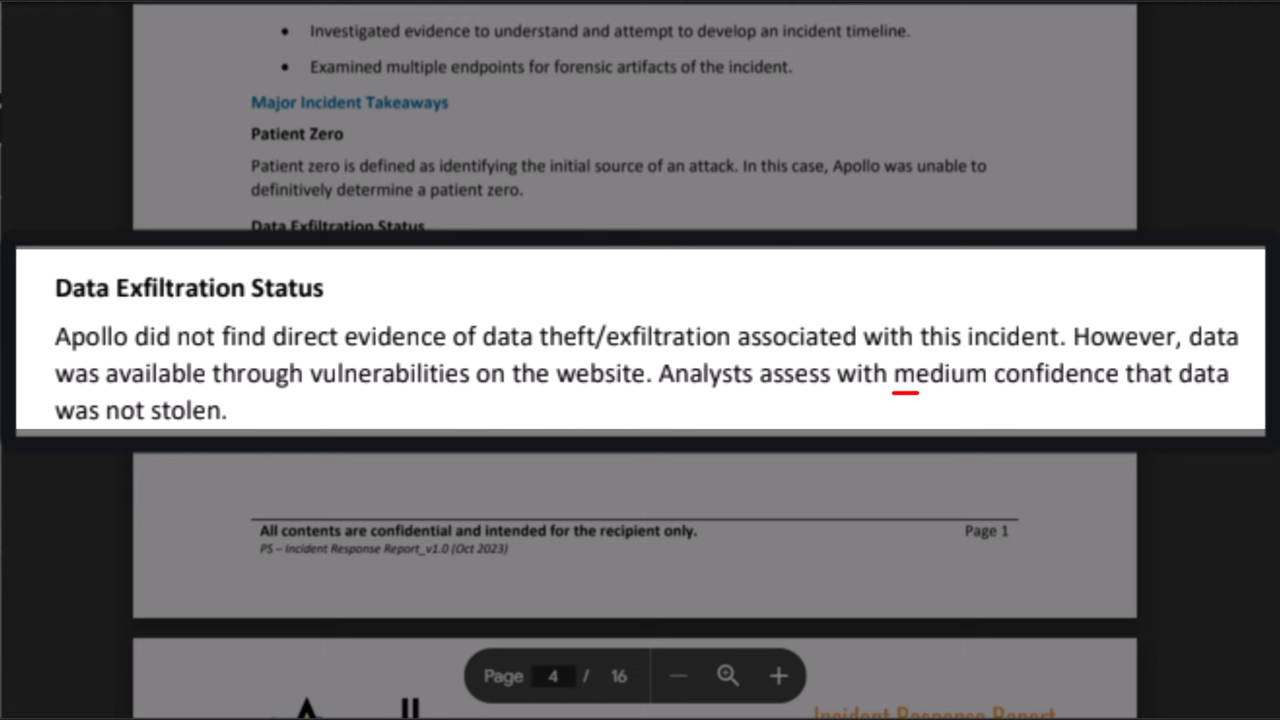 • Investigated evidence to understand and attempt to develop an incident timeline.
• Examined multiple endpoints for forensic artifacts of the incident.
Major Incident Takeaways
Patient Zero
Patient zero is defined as identifying the initial source of an attack. In this case, Apollo was unable to
definitively determine a patient zero.
Data Exfiltration Status
Data Exfiltration Status
Apollo did not find direct evidence of data theft/exfiltration associated with this incident. However, data
was available through vulnerabilities on the website. Analysts assess with medium confidence that data
was not stolen.
All contents are confidential and intended for the recipient only. Page 1
PS – Incident Response Report_v1.0 (Oct 2023)
Page 4 / 16
Incident Response Report